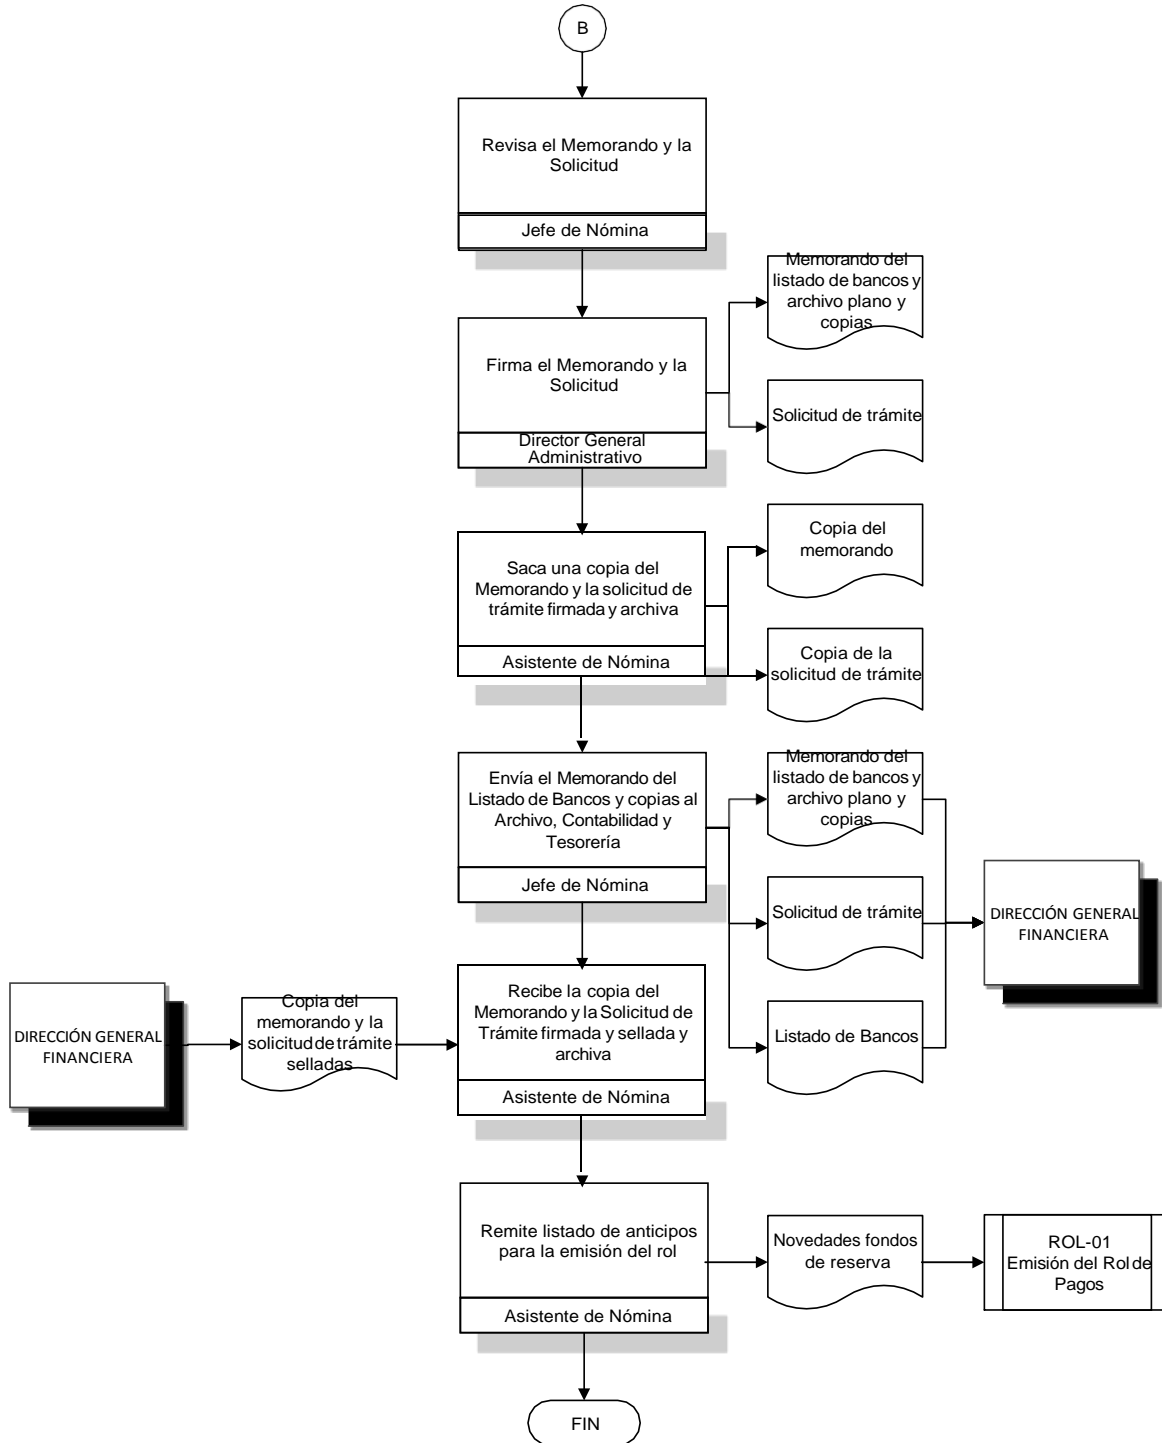 B
Revisa el Memorando y la
Solicitud
Jefe de Nómina
Memorando del
listado de bancos y
archivo plano y
copias
Firma el Memorando y la
Solicitud
Director General
Administrativo
Solicitud de trámite
Copia del
memorando
Saca una copia del
Memorando y la solicitud de
trámite firmada y archiva
Asistente de Nómina
Copia de la
solicitud de trámite
Envía el Memorando del
Listado de Bancos y copias al
Archivo, Contabilidad y
Tesorería
Jefe de Nómina
Memorando del
listado de bancos y
archivo plano y
copias
Solicitud de trámite
DIRECCIÓN GENERAL
FINANCIERA
Listado de Bancos
DIRECCIÓN GENERAL
FINANCIERA
Copia del
memorando y la
solicitud de trámite
selladas
Recibe la copia del
Memorando y la Solicitud de
Trámite firmada y sellada y
archiva
Asistente de Nómina
Remite listado de anticipos
para la emisión del rol
Asistente de Nómina
Novedades fondos
de reserva
ROL-01
Emisión del Rol de
Pagos
FIN